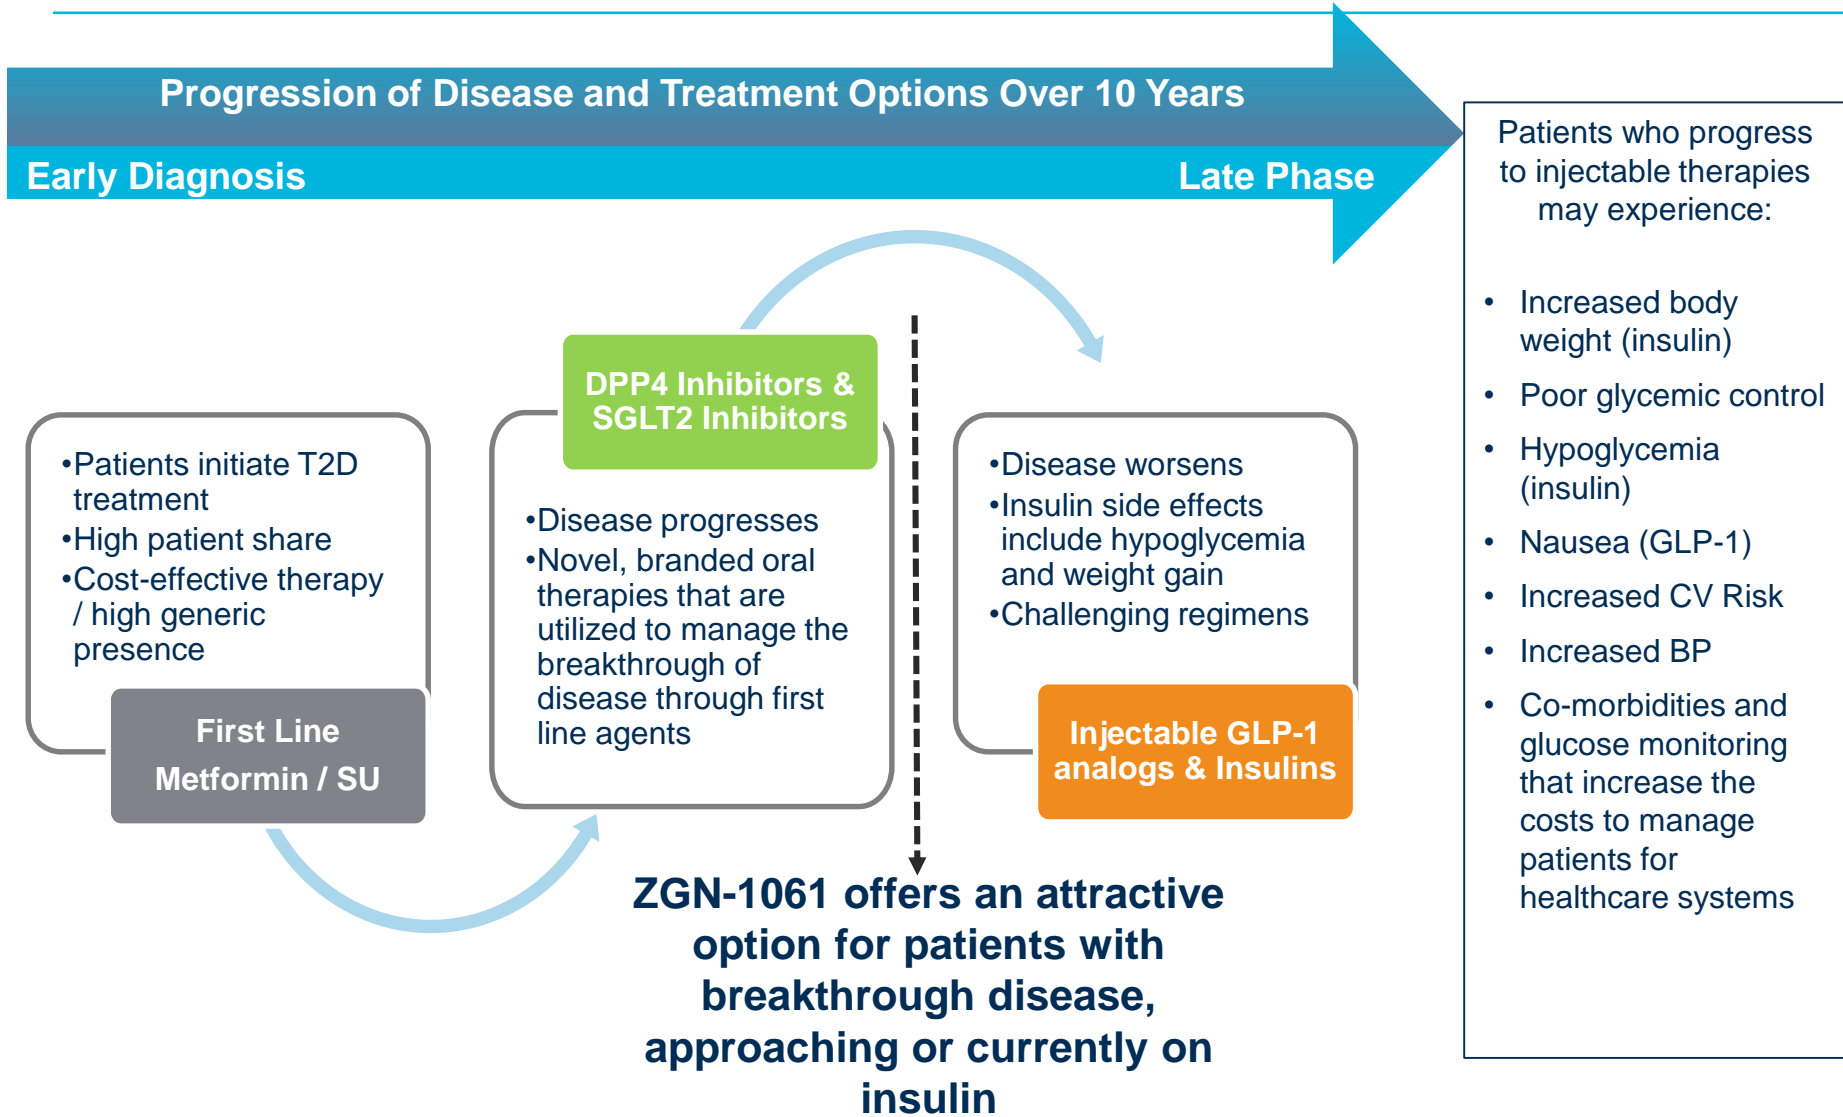 Progression of Disease and Treatment Options Over 10 Years
Early Diagnosis
Late Phase
•Patients initiate T2D
treatment
•High patient share
•Cost-effective therapy
/ high generic
presence
First Line
Metformin / SU
DPP4 Inhibitors &
SGLT2 Inhibitors
•Disease progresses
•Novel, branded oral
therapies that are
utilized to manage the
breakthrough of
disease through first
line agents
•Disease worsens
•Insulin side effects
include hypoglycemia
and weight gain
•Challenging regimens
Injectable GLP-1
analogs & Insulins
ZGN-1061 offers an attractive
option for patients with
breakthrough disease,
approaching or currently on
insulin
Patients who progress
to injectable therapies
may experience:
• Increased body
weight (insulin)
• Poor glycemic control
• Hypoglycemia
(insulin)
• Nausea (GLP-1)
• Increased CV Risk
• Increased BP
• Co-morbidities and
glucose monitoring
that increase the
costs to manage
patients for
healthcare systems